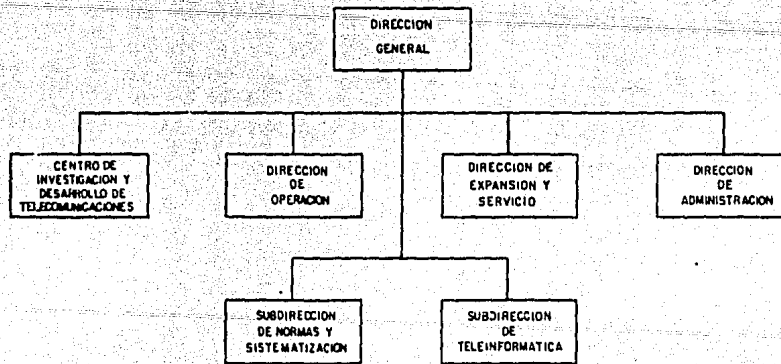 DIRECCION
GENERAL
CENTRO DE
INVESTIGACION Y
DESARROLLO DE
TELECOMUNICACIONES
DIRECCION
DE
OPERACION
DIRECCION DE
EXPANSION Y
SERVICIO
DIRECCION
DE
ADMINISTRACION
SUBDIRECCION
DE NORMAS Y
SISTEMATIZACION
SUBDIRECCION
DE
TELEINFORMATICA